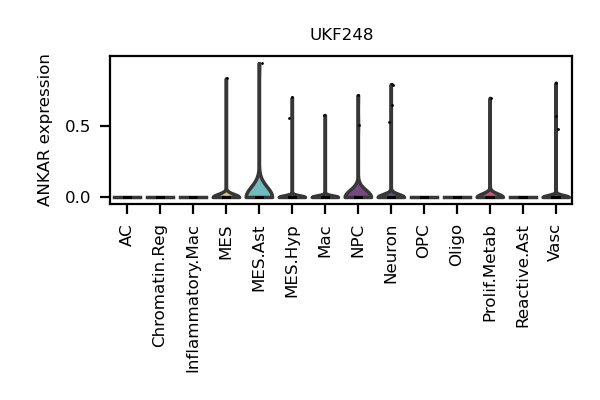 UKF248
ANKAR expression
0.5
0.0
AC
Chromatin.Reg
Inflammatory.Mac
MES
MES.Ast
MES.Hyp
Mac
NPC
Neuron
OPC
Oligo
Prolif.Metab
Reactive.Ast
Vasc